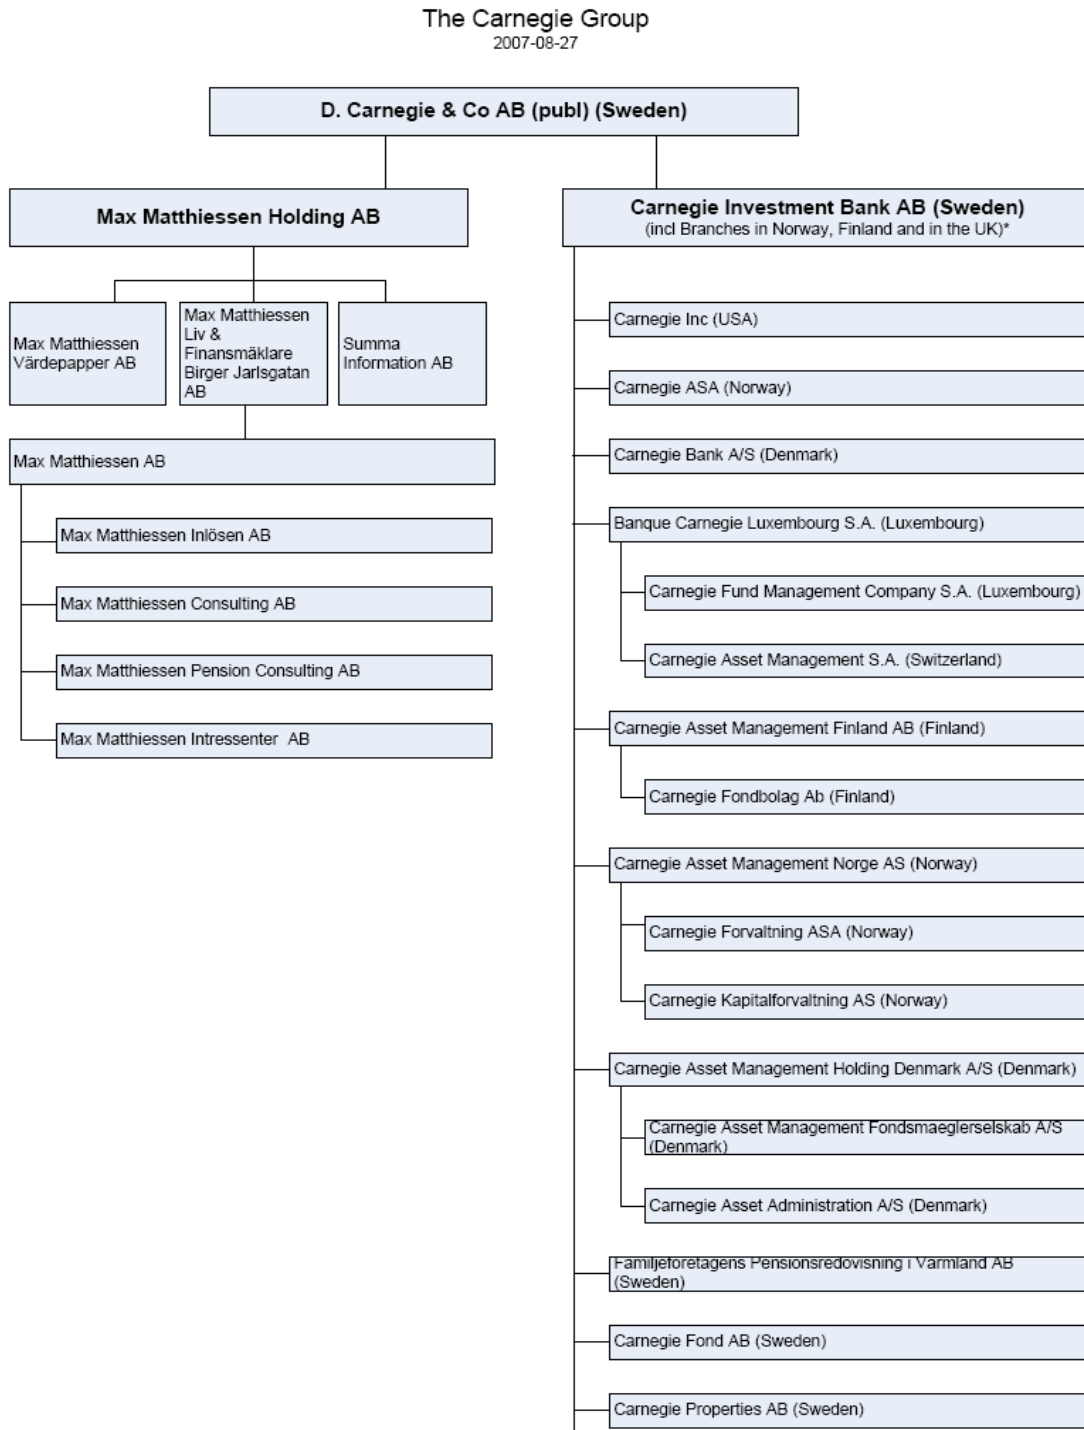 The Carnegie Group
2007-08-27
D. Carnegie & Co AB (publ) (Sweden)
Max Matthiessen Holding AB
Max Matthiessen
Värdepapper AB
Max Matthiessen
Liv &
Finansmäklare
Birger Jarlsgatan
AB
Summa
Information AB
Max Matthiessen AB
Max Matthiessen Inlösen AB
Max Matthiessen Consulting AB
Max Matthiessen Pension Consulting AB
Max Matthiessen Intressenter AB
Carnegie Investment Bank AB (Sweden)
(incl Branches in Norway, Finland and in the UK)*
Carnegie Inc (USA)
Carnegie ASA (Norway)
Carnegie Bank A/S (Denmark)
Banque Carnegie Luxembourg S.A. (Luxembourg)
Carnegie Fund Management Company S.A. (Luxembourg)
Carnegie Asset Management S.A. (Switzerland)
Carnegie Asset Management Finland AB (Finland)
Carnegie Fondbolag Ab (Finland)
Carnegie Asset Management Norge AS (Norway)
Carnegie Forvaltning ASA (Norway)
Carnegie Kapitalforvaltning AS (Norway)
Carnegie Asset Management Holding Denmark A/S (Denmark)
Carnegie Asset Management Fondsmaeglerselskab A/S
(Denmark)
Carnegie Asset Administration A/S (Denmark)
Familjeföretagens Pensionsredovisning i Värmland AB
(Sweden)
Carnegie Fond AB (Sweden)
Carnegie Properties AB (Sweden)